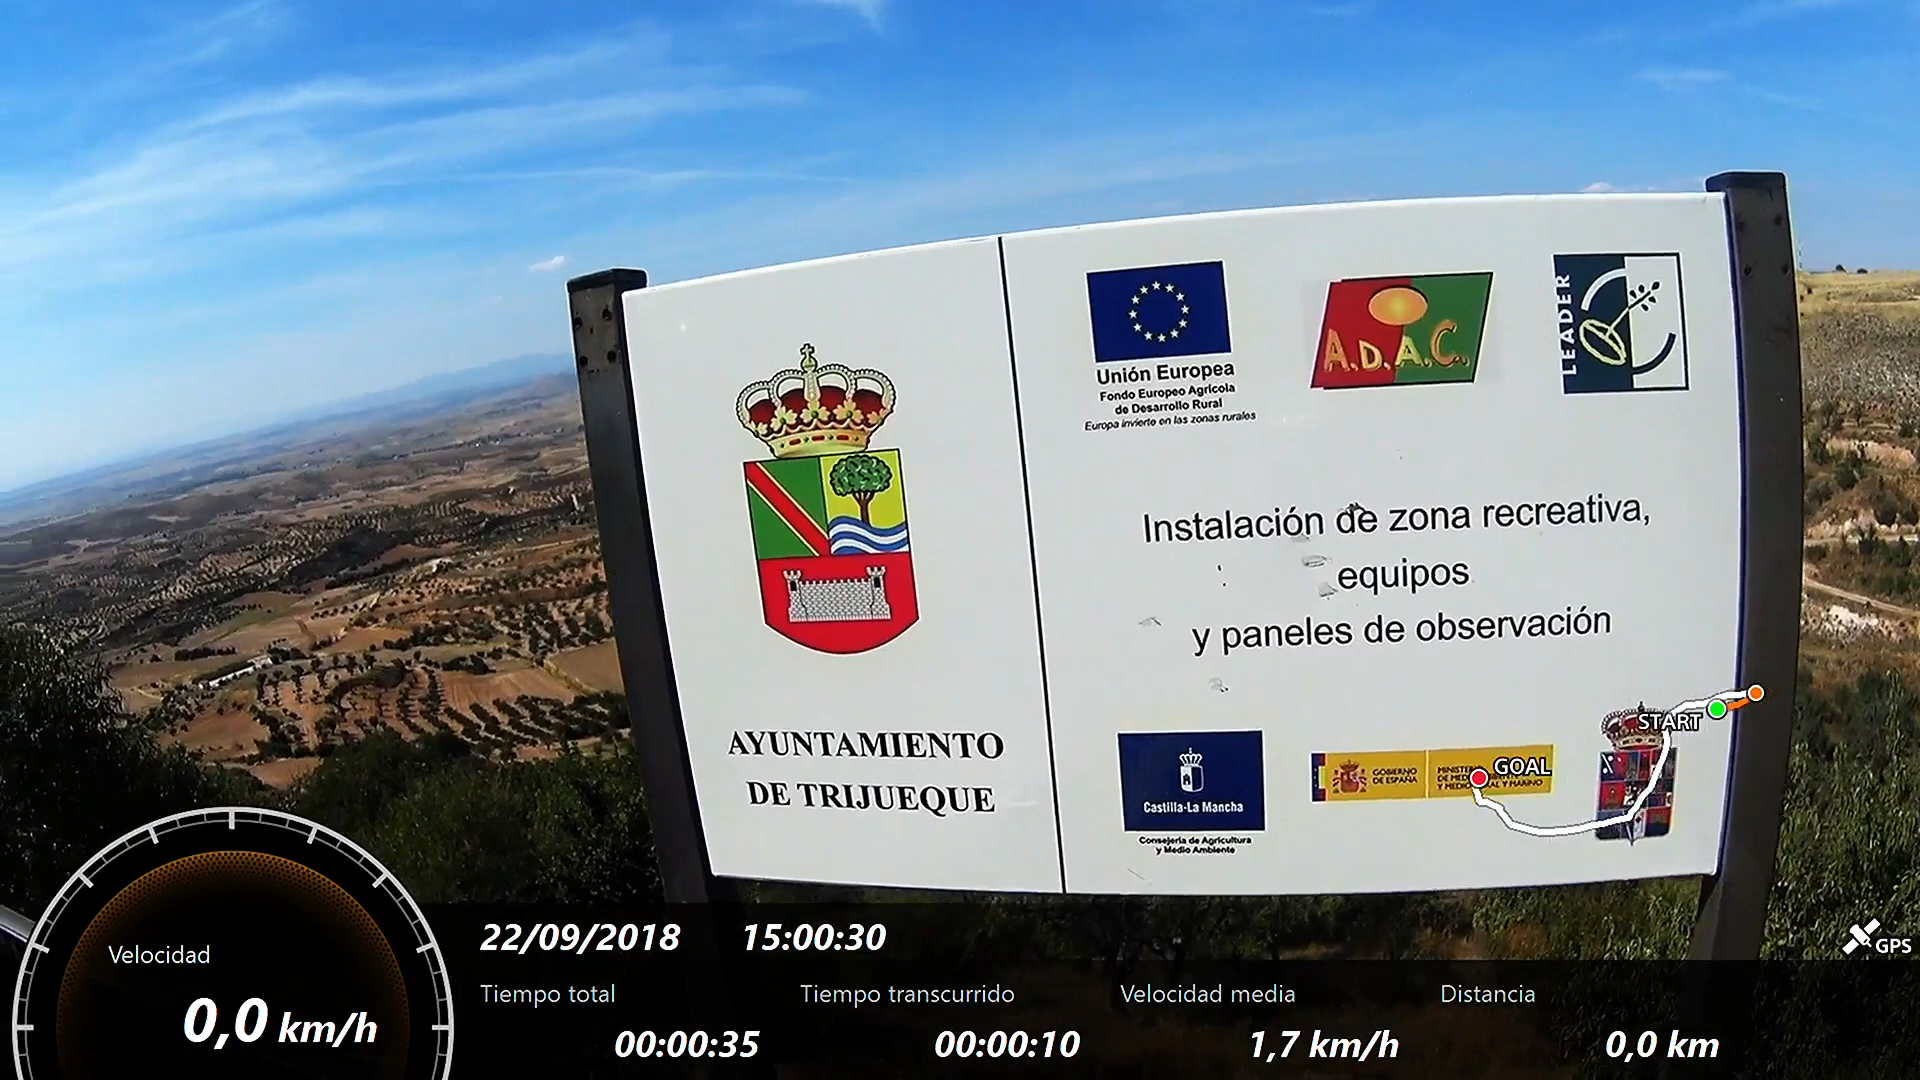 Unión Europea
Fondo Europeo Agrícola
de Desarrollo Rural
Europa invierte en las zonas rurales
A.D.A.C.
LEADER
Instalación de zona recreativa,
equipos
y paneles de observación
AYUNTAMIENTO
DE TRIJUEQUE
Castilla-La Mancha
Consejería de Agricultura
y Medio Ambiente
GOBIERNO
DE ESPAÑA
START
GOAL
GPS
Velocidad
0,0 km/h
22/09/2018 15:00:30
Tiempo total
00:00:35
Tiempo transcurrido
00:00:10
Velocidad media
1,7 km/h
Distancia
0,0 km